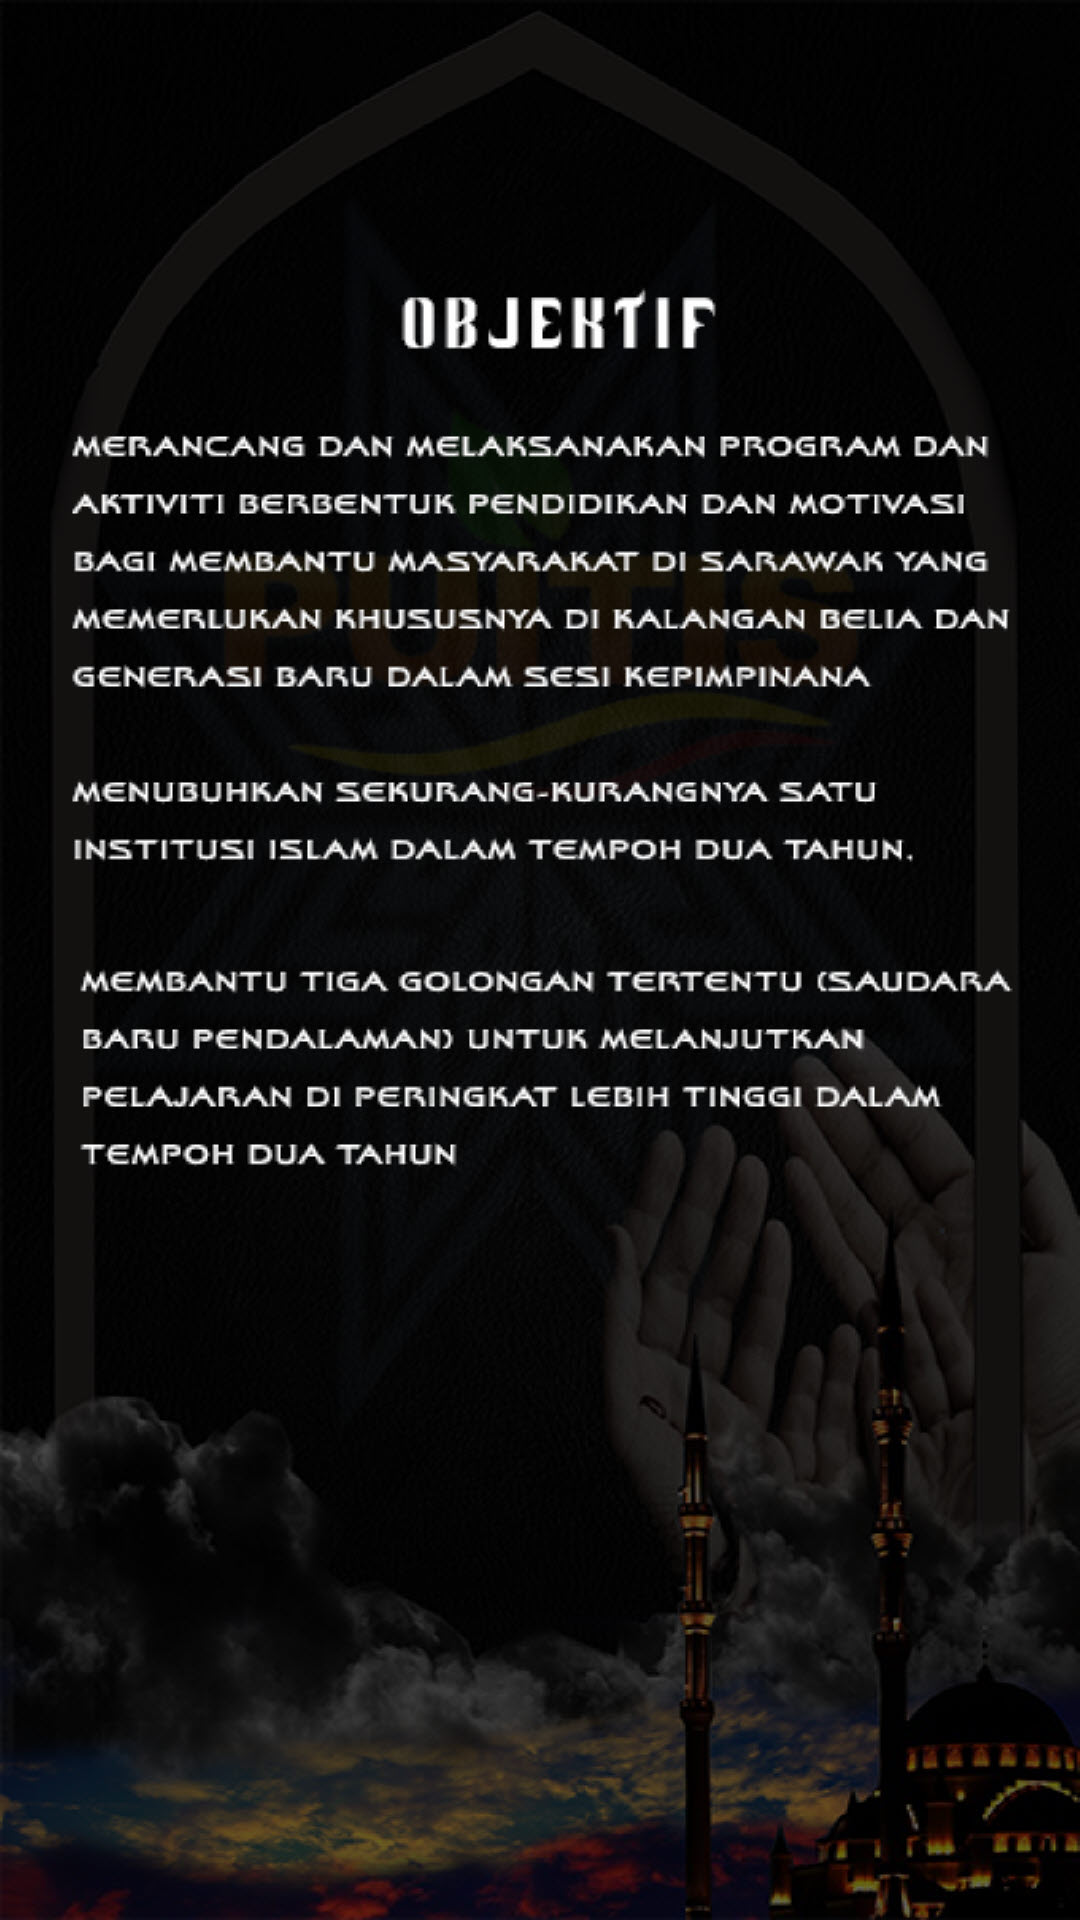 OBJEKTIF
MERANCANG DAN MELAKSANAKAN PROGRAM DAN
AKTIVITI BERBENTUK PENDIDIKAN DAN MOTIVASI
BAGI MEMBANTU MASYARAKAT DI SARAWAK YANG
MEMERLUKAN KHUSUSNYA DI KALANGAN BELIA DAN
GENERASI BARU DALAM SESI KEPIMPINANA
PUITIS
MENUBUHKAN SEKURANG-KURANGNYA SATU
INSTITUSI ISLAM DALAM TEMPOH DUA TAHUN.
MEMBANTU TIGA GOLONGAN TERTENTU (SAUDARA
BARU PENDALAMAN) UNTUK MELANJUTKAN
PELAJARAN DI PERINGKAT LEBIH TINGGI DALAM
TEMPOH DUA TAHUN